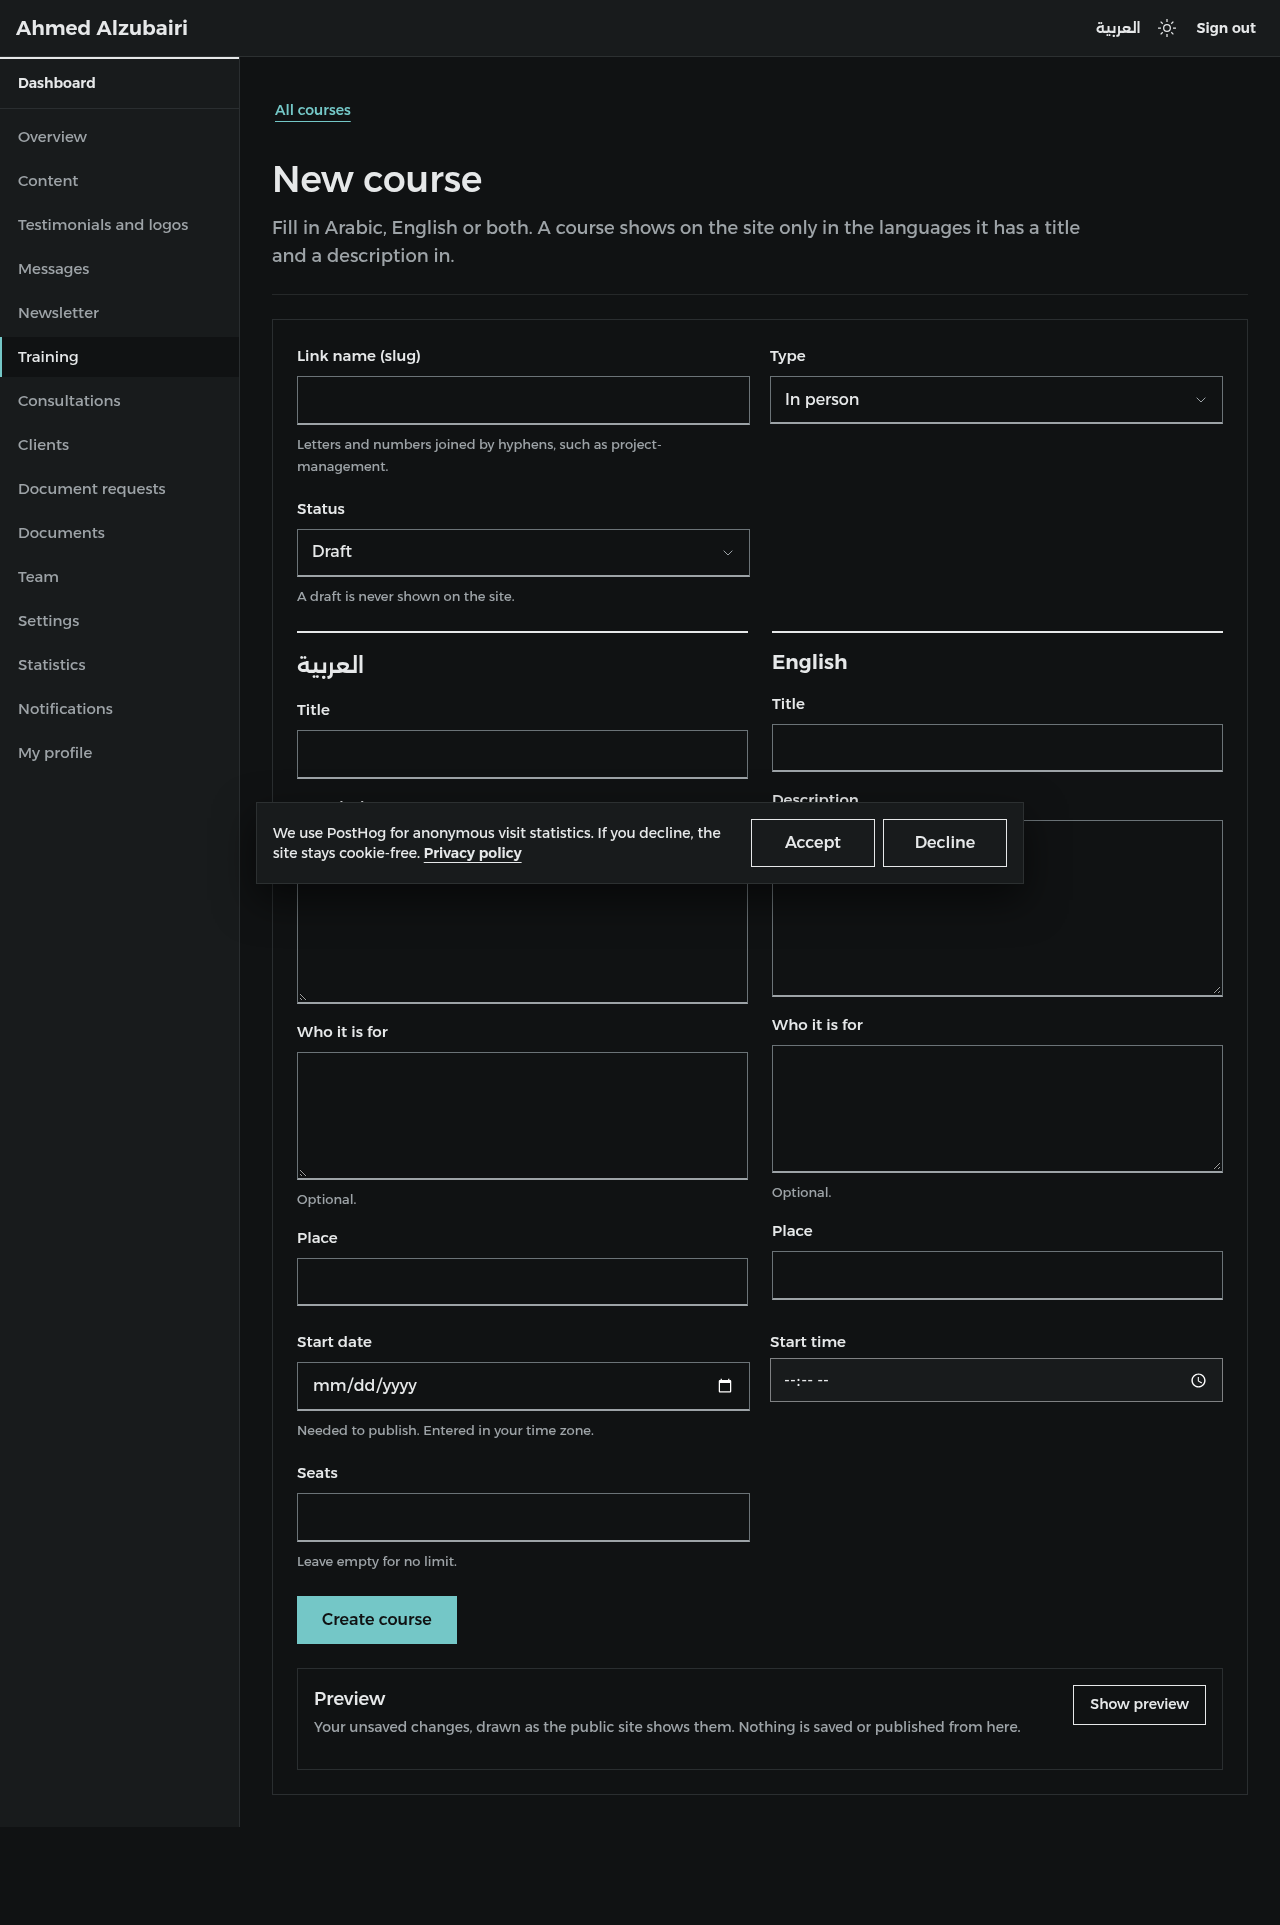 Ahmed Alzubairi
العربية
Sign out
Dashboard
Overview
Content
Testimonials and logos
Messages
Newsletter
Training
Consultations
Clients
Document requests
Documents
Team
Settings
Statistics
Notifications
My profile
All courses
New course
Fill in Arabic, English or both. A course shows on the site only in the languages it has a title
and a description in.
Link name (slug)
Type
In person
Letters and numbers joined by hyphens, such as project-
management.
Status
Draft
A draft is never shown on the site.
العربية
English
Title
Title
Description
We use PostHog for anonymous visit statistics. If you decline, the
site stays cookie-free. Privacy policy
Accept
Decline
Who it is for
Who it is for
Optional.
Optional.
Place
Place
Start date
Start time
mm/dd/yyyy
--:-- --
Needed to publish. Entered in your time zone.
Seats
Leave empty for no limit.
Create course
Preview
Show preview
Your unsaved changes, drawn as the public site shows them. Nothing is saved or published from here.